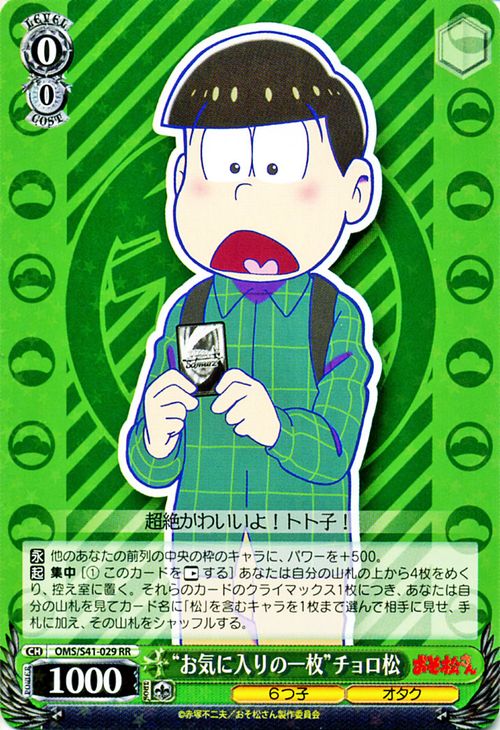 LEVEL
0
0
COST
Schwarz
超絶かわいいよ！トト子！
永 他のあなたの前列の中央の枠のキャラに、パワーを＋500。
起 集中 [① このカードを する] あなたは自分の山札の上から4枚をめく
り、控え室に置く。それらのカードのクライマックス1枚につき、あなたは自
分の山札を見てカード名に「松」を含むキャラを1枚まで選んで相手に見せ、手
札に加え、その山札をシャッフルする。
CH OMS/S41-029 RR
POWER 1000 SOUL
“お気に入りの一枚”チョロ松 おそ松さん
6つ子 オタク
©赤塚不二夫／おそ松さん製作委員会